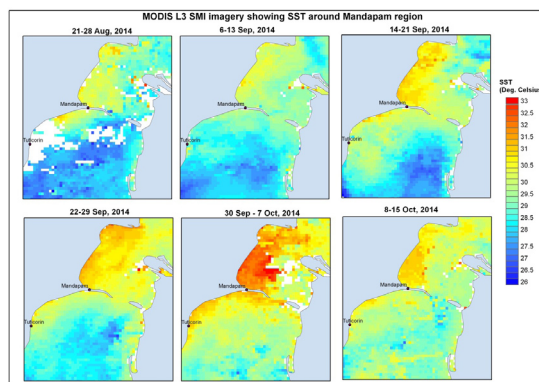 MODIS L3 SMI imagery showing SST around Mandapam region
21-28 Aug, 2014
6-13 Sep, 2014
14-21 Sep, 2014
Mandapam
Tuticorin
Mandapam
Tuticorin
Mandapam
Tuticorin
SST
(Deg. Celsius)
33
32.5
32
31.5
31
30.5
30
29.5
29
28.5
28
27.5
27
26.5
26
22-29 Sep, 2014
30 Sep - 7 Oct, 2014
8-15 Oct, 2014
Mandapam
Tuticorin
Mandapam
Tuticorin
Mandapam
Tuticorin